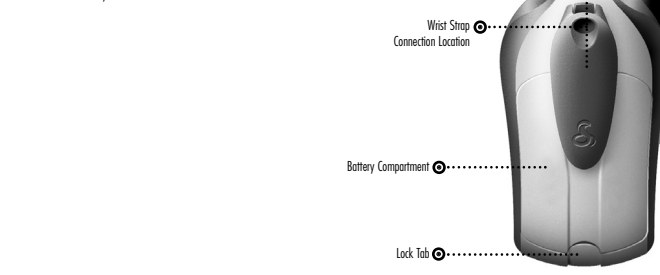 Wrist Strap
Connection Location
Battery Compartment
Lock Tab